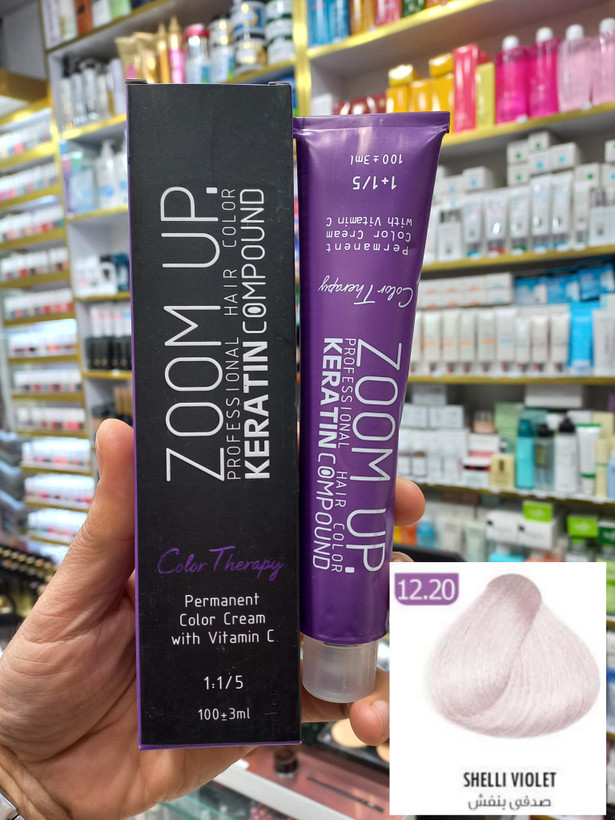 ZOOM UP.
PROFESSIONAL HAIR COLOR
KERATIN COMPOUND
Color Therapy
Permanent
Color Cream
with Vitamin C
1:1/5
100±3ml
ZOOM UP.
PROFESSIONAL HAIR COLOR
KERATIN COMPOUND
Color Therapy
Permanent
Color Cream
with Vitamin C
1+1/5
100±3ml
12.20
SHELLI VIOLET
صدفی بنفش